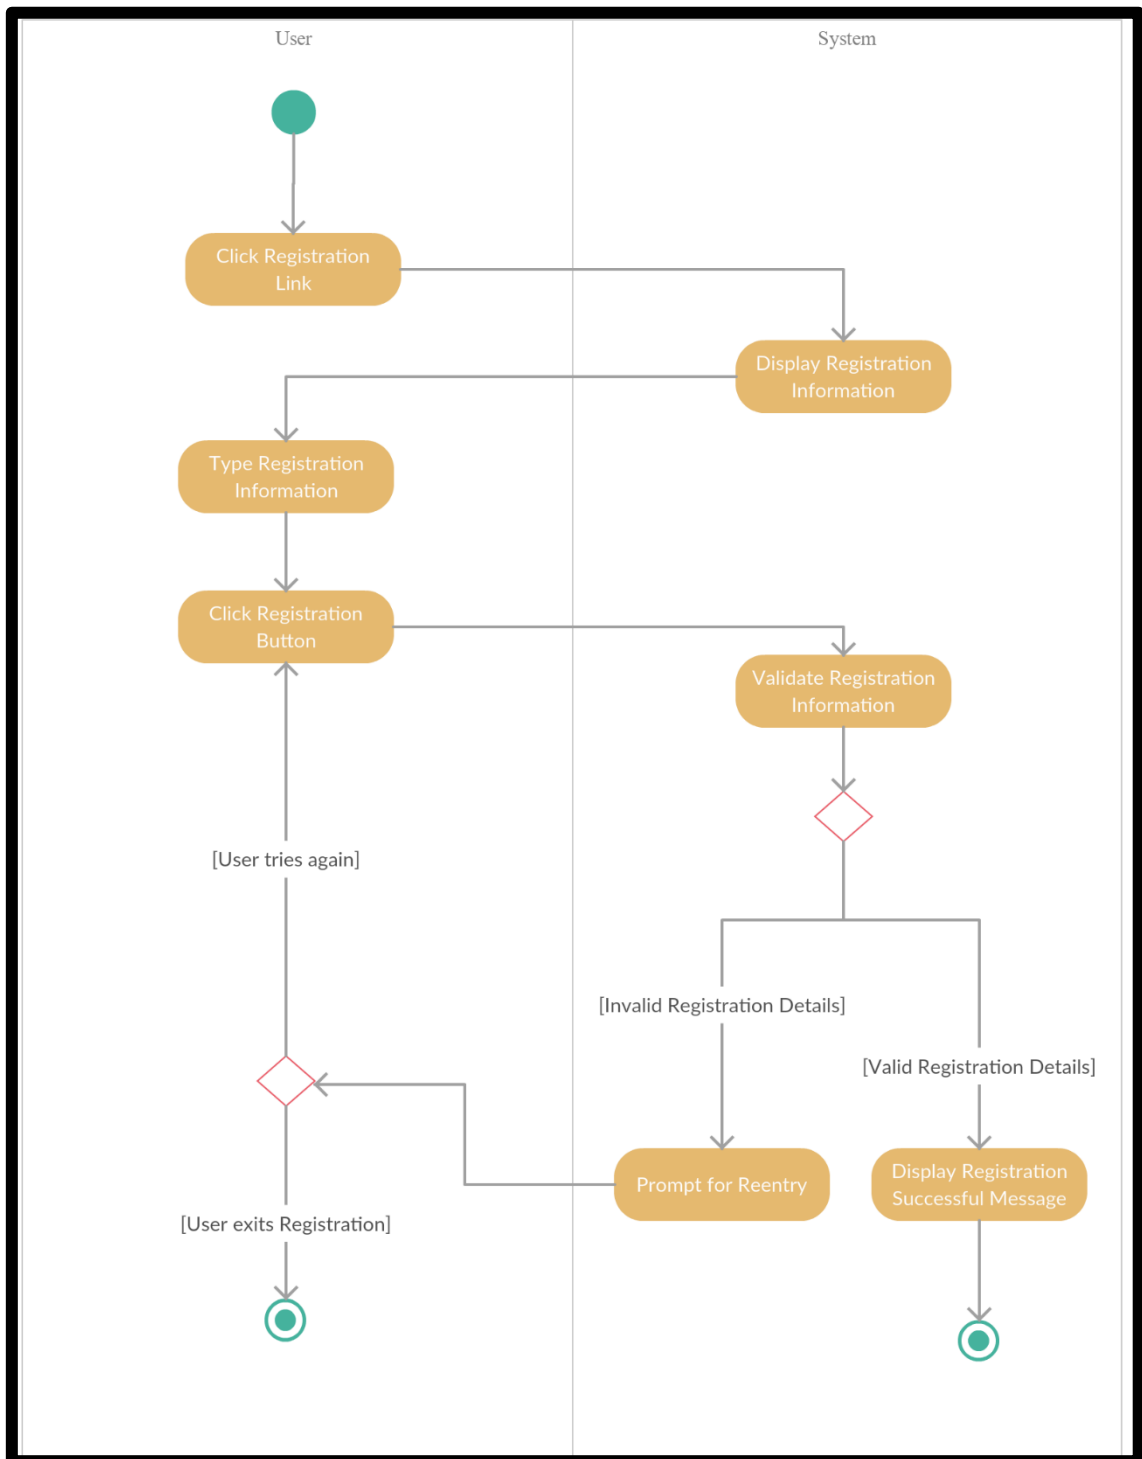 User
System
Click Registration
Link
Display Registration
Information
Type Registration
Information
Click Registration
Button
Validate Registration
Information
[User tries again]
[Invalid Registration Details]
[Valid Registration Details]
Prompt for Reentry
Display Registration
Successful Message
[User exits Registration]